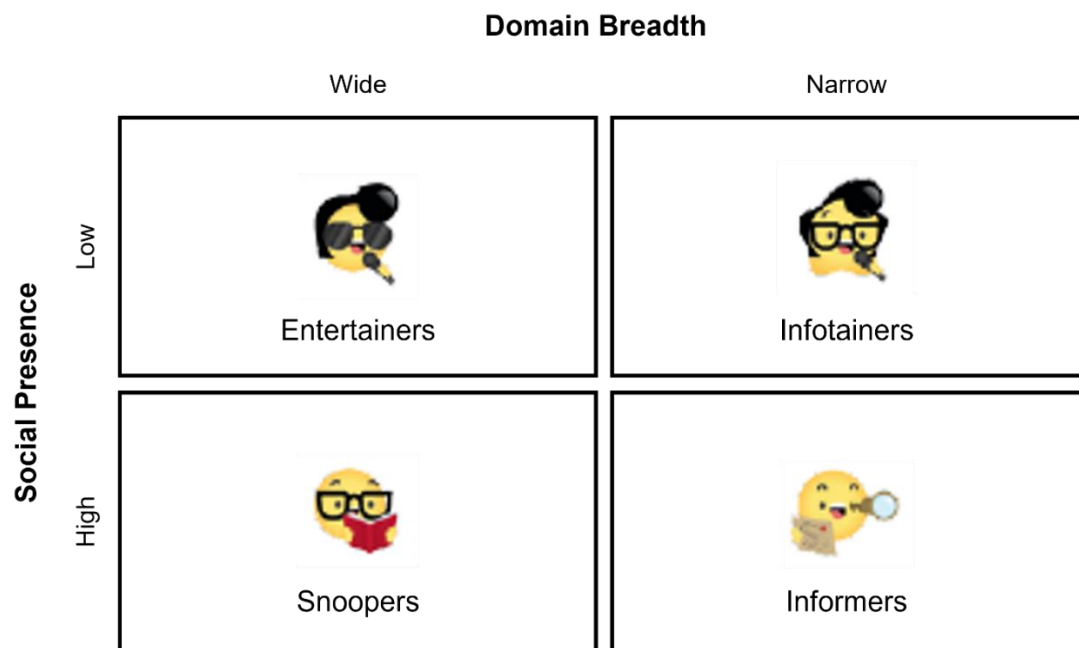 Domain Breadth
Wide
Narrow
Social Presence
Low
Entertainers
Infotainers
High
Snoopers
Informers